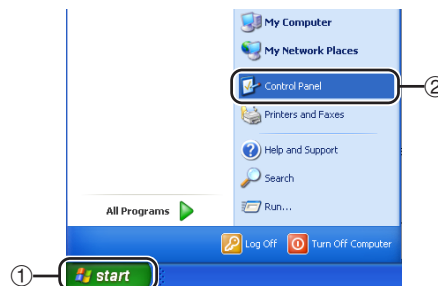 My Computer
My Network Places
Control Panel
②
Printers and Faxes
Help and Support
Search
All Programs
Run...
Log Off
Turn Off Computer
①
start